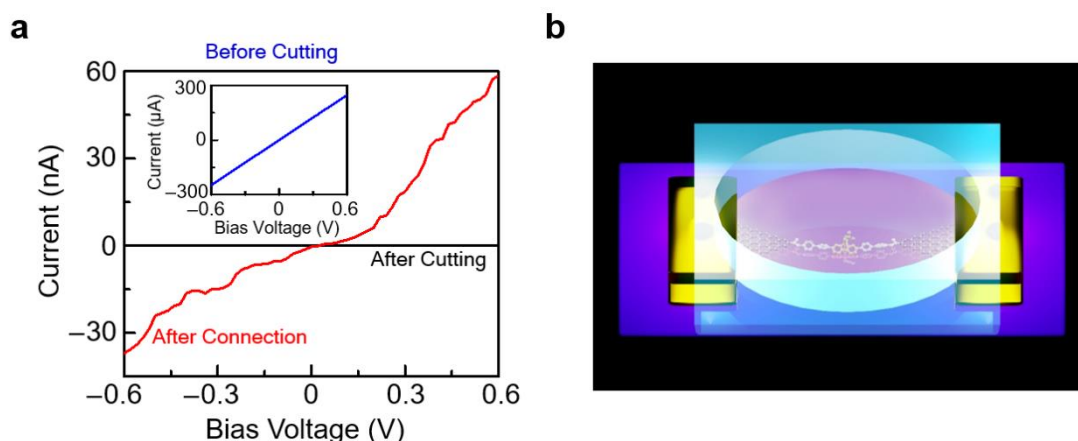 a
Before Cutting
60
30
0
−30
Current (nA)
−0.6
−0.3
0
0.3
0.6
Bias Voltage (V)
300
0
−300
Current (µA)
−0.6
0
0.6
Bias Voltage (V)
After Cutting
After Connection
b